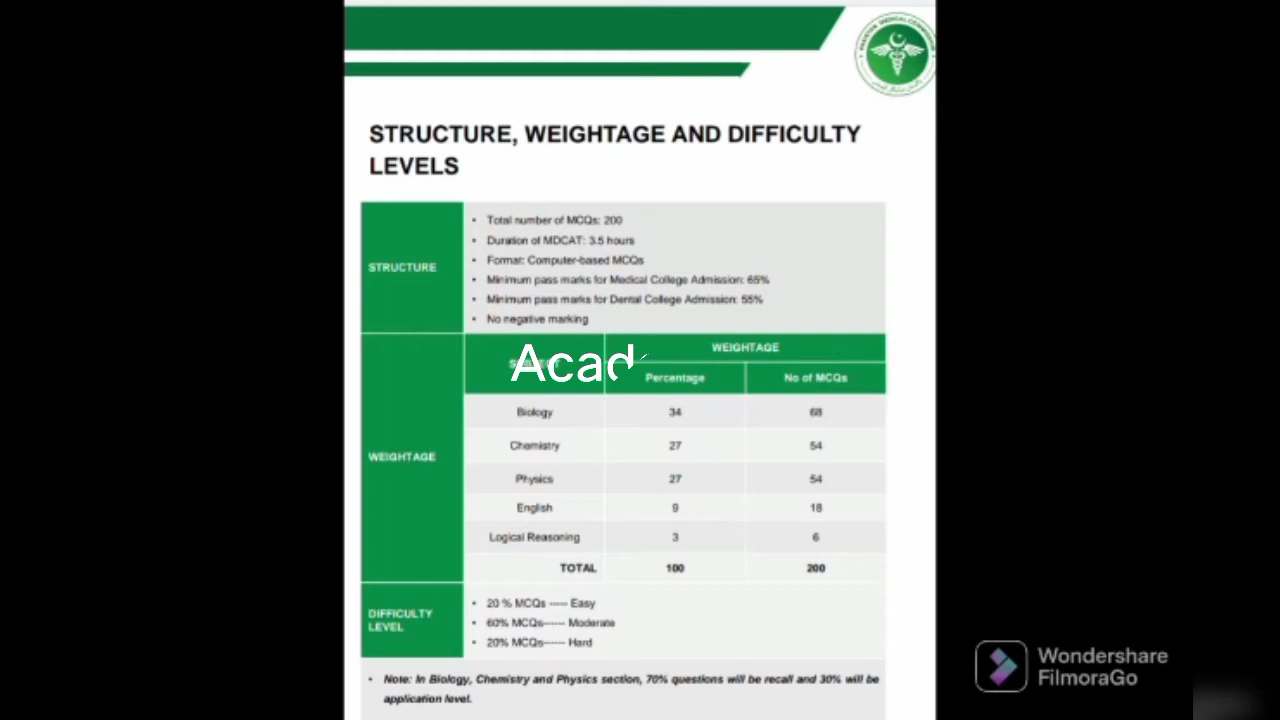 PAKISTAN MEDICAL COMMISSION
STRUCTURE, WEIGHTAGE AND DIFFICULTY
LEVELS
STRUCTURE
• Total number of MCQs: 200
• Duration of MDCAT: 3.5 hours
• Format: Computer-based MCQs
• Minimum pass marks for Medical College Admission: 65%
• Minimum pass marks for Dental College Admission: 55%
• No negative marking
WEIGHTAGE
Acad
WEIGHTAGE
Percentage No of MCQs
Biology 34 68
Chemistry 27 54
Physics 27 54
English 9 18
Logical Reasoning 3 6
TOTAL 100 200
DIFFICULTY
LEVEL
• 20 % MCQs ----- Easy
• 60% MCQs------ Moderate
• 20% MCQs------ Hard
• Note: In Biology, Chemistry and Physics section, 70% questions will be recall and 30% will be
application level.
Wondershare
FilmoraGo